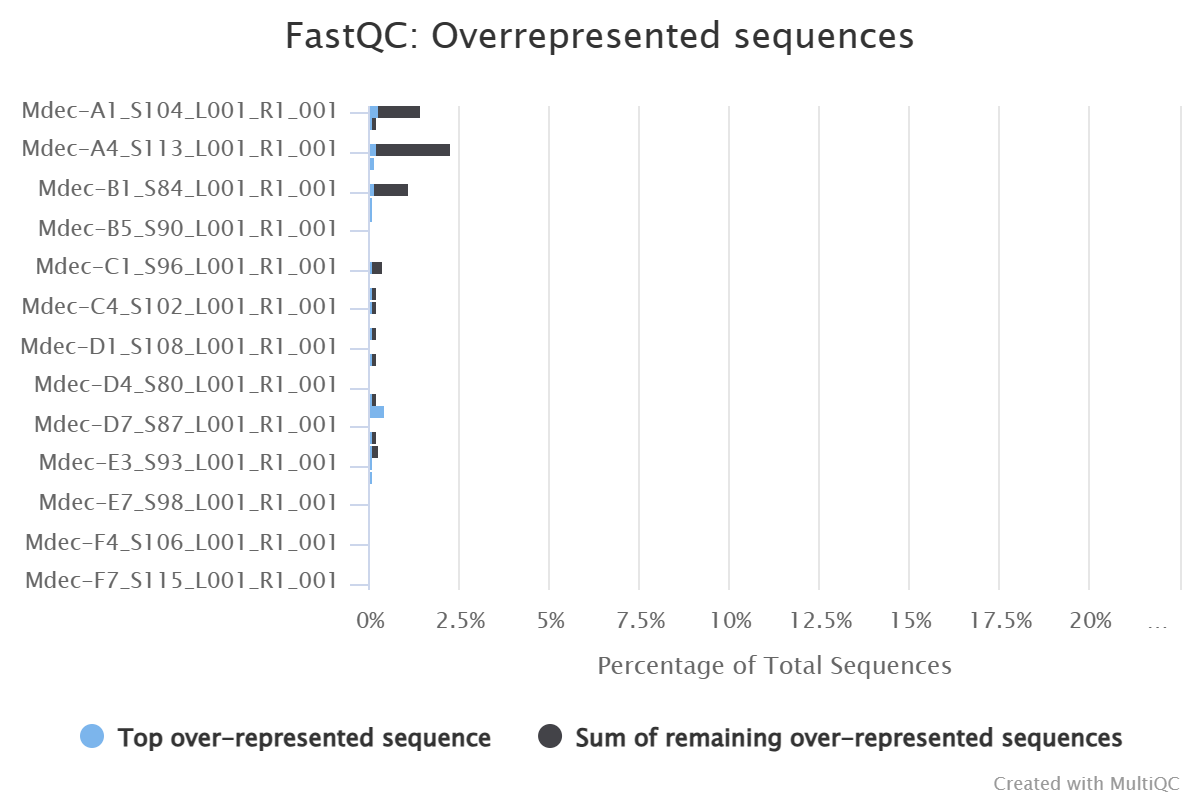 FastQC: Overrepresented sequences
Mdec-A1_S104_L001_R1_001
Mdec-A4_S113_L001_R1_001
Mdec-B1_S84_L001_R1_001
Mdec-B5_S90_L001_R1_001
Mdec-C1_S96_L001_R1_001
Mdec-C4_S102_L001_R1_001
Mdec-D1_S108_L001_R1_001
Mdec-D4_S80_L001_R1_001
Mdec-D7_S87_L001_R1_001
Mdec-E3_S93_L001_R1_001
Mdec-E7_S98_L001_R1_001
Mdec-F4_S106_L001_R1_001
Mdec-F7_S115_L001_R1_001
0% 2.5% 5% 7.5% 10% 12.5% 15% 17.5% 20% ...
Percentage of Total Sequences
Top over-represented sequence Sum of remaining over-represented sequences
Created with MultiQC